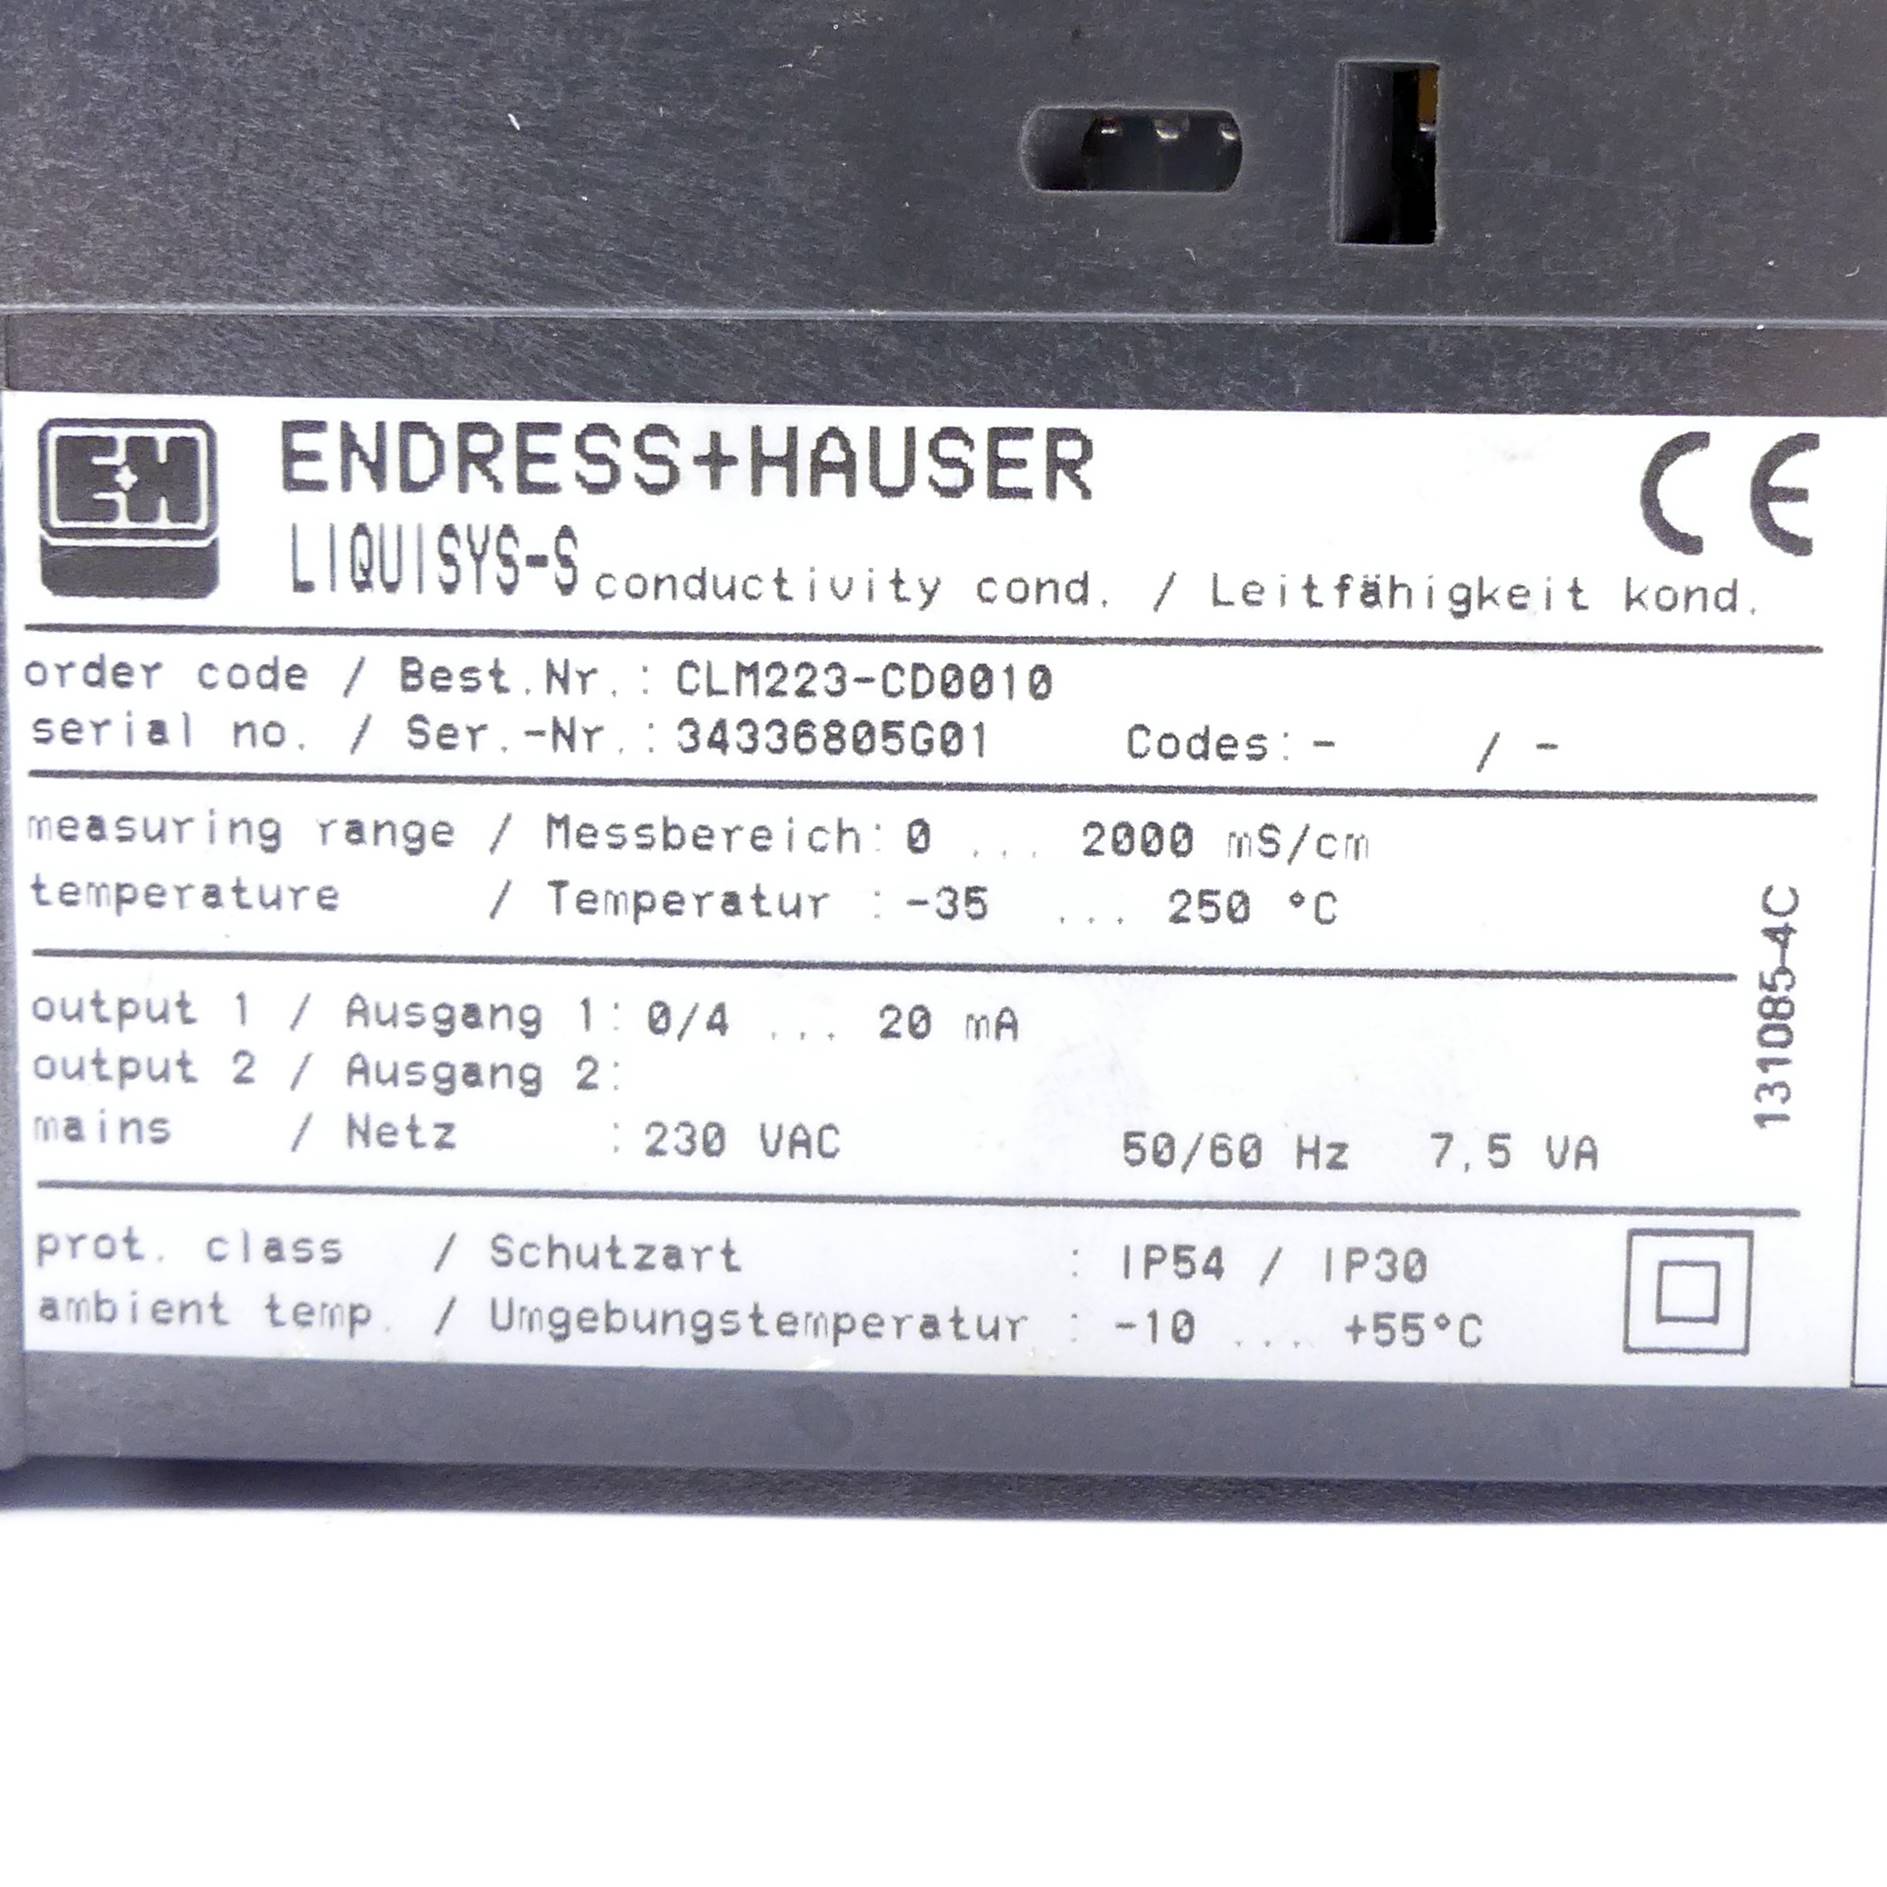 E+H ENDRESS+HAUSER CE
LIQUISYS-S conductivity cond. / Leitfähigkeit kond.
order code / Best.Nr.: CLM223-CD0010
serial no. / Ser.-Nr.: 34336805G01 Codes: - / -
measuring range / Messbereich: 0 ... 2000 mS/cm
temperature / Temperatur : -35 ... 250 °C
output 1 / Ausgang 1: 0/4 ... 20 mA
output 2 / Ausgang 2:
mains / Netz : 230 VAC 50/60 Hz 7,5 VA
prot. class / Schutzart : IP54 / IP30
ambient temp. / Umgebungstemperatur : -10 ... +55°C
131085-4C